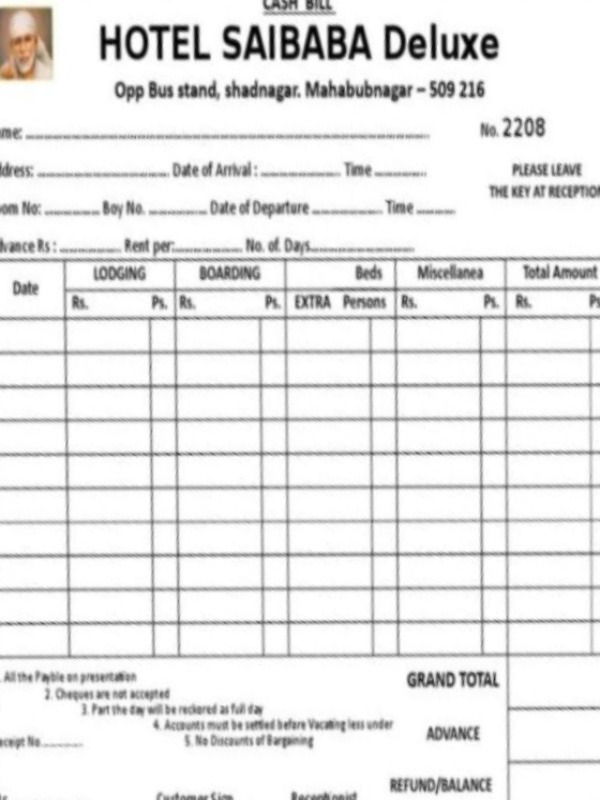 CASH BILL
HOTEL SAIBABA Deluxe
Opp Bus stand, shadnagar. Mahabubnagar – 509 216
ame: No. 2208
ddress: Date of Arrival : Time PLEASE LEAVE
oom No: Boy No. Date of Departure Time THE KEY AT RECEPTION
dvance Rs : Rent per: No. of. Days
Date LODGING BOARDING Beds Miscellanea Total Amount
Rs. Ps. Rs. Ps. EXTRA Persons Rs. Ps. Rs. Ps
. All the Payble on presentation GRAND TOTAL
2. Cheques are not accepted
3. Part the day will be reckored as full day
4. Accounts must be settled before Vacating less under ADVANCE
eceipt No. 5. No Discounts of Bargaining
REFUND/BALANCE
Customer Sign Receptionist